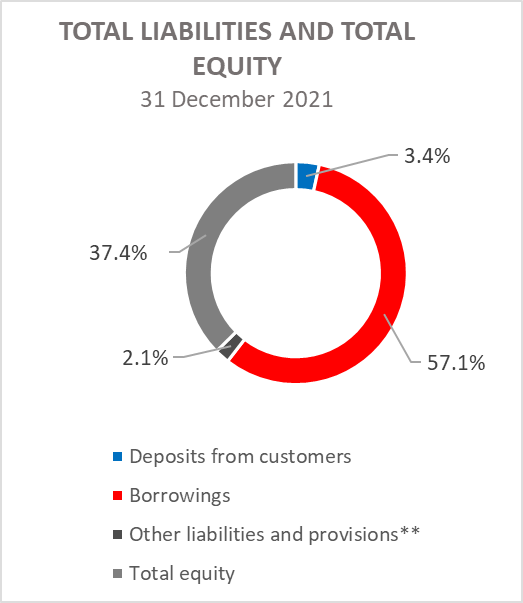 TOTAL LIABILITIES AND TOTAL
EQUITY
31 December 2021
3.4%
37.4%
2.1%
57.1%
Deposits from customers
Borrowings
Other liabilities and provisions**
Total equity